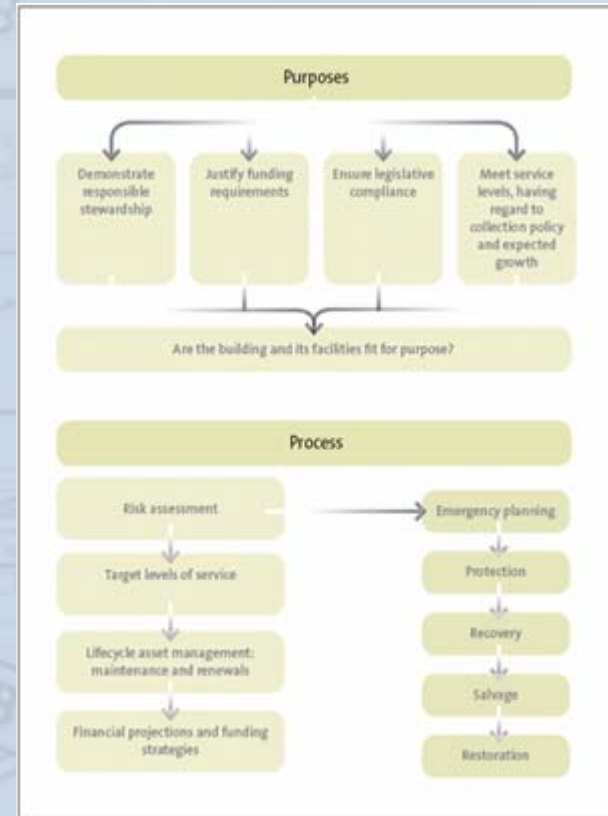 Purposes
Demonstrate
responsible
stewardship
Justify funding
requirements
Ensure legislative
compliance
Meet service
levels, having
regard to
collection policy
and expected
growth
Are the building and its facilities fit for purpose?
Process
Risk assessment
Target levels of service
Lifecycle asset management:
maintenance and renewals
Financial projections and funding
strategies
Emergency planning
Protection
Recovery
Salvage
Restoration